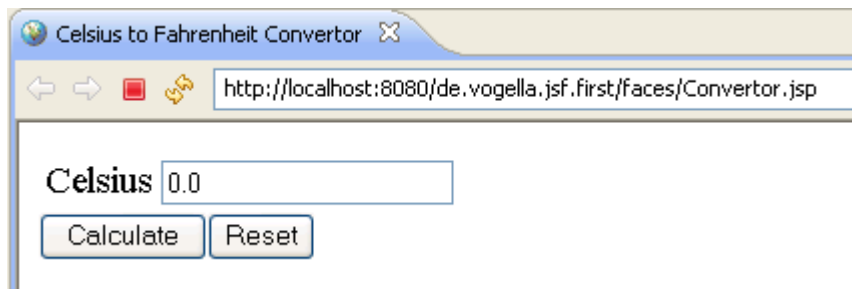 Celsius to Fahrenheit Convertor
http://localhost:8080/de.vogella.jsf.first/faces/Convertor.jsp
Celsius 0.0
Calculate Reset